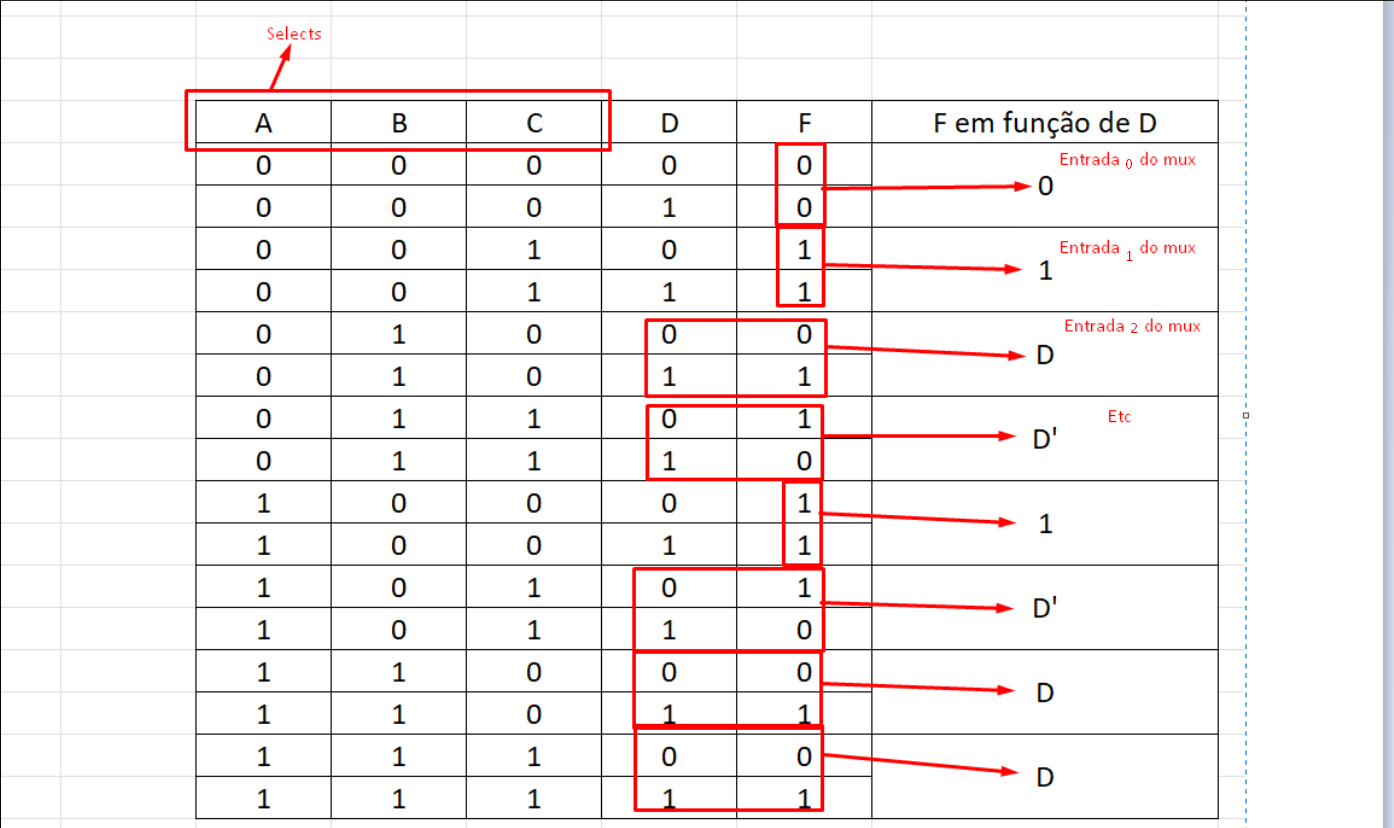 Selects
A B C D F F em função de D
0 0 0 0 0 Entrada 0 do mux
0
0 0 0 1 0
0 0 1 0 1 Entrada 1 do mux
1
0 0 1 1 1
0 1 0 0 0 Entrada 2 do mux
D
0 1 0 1 1
0 1 1 0 1 Etc
D'
0 1 1 1 0
1 0 0 0 1
1
1 0 0 1 1
1 0 1 0 1
D'
1 0 1 1 0
1 1 0 0 0
D
1 1 0 1 1
1 1 1 0 0
D
1 1 1 1 1